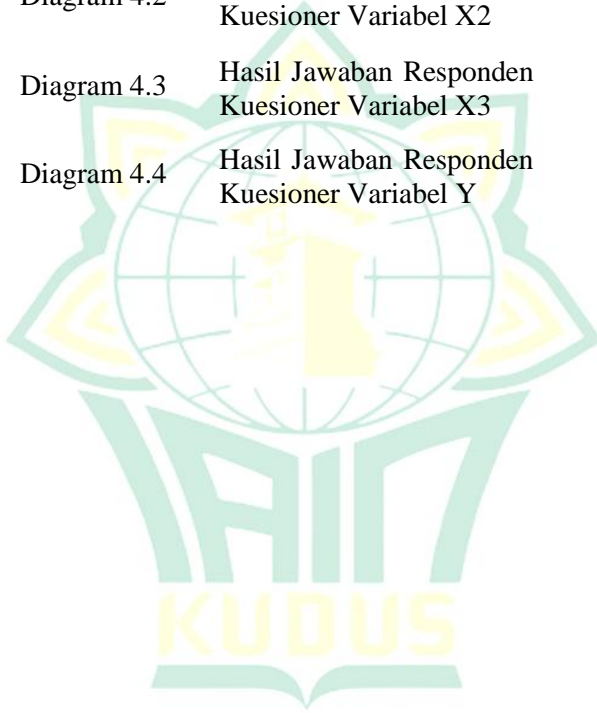 Diagram 4.2
Kuesioner Variabel X2
Diagram 4.3
Hasil Jawaban Responden
Kuesioner Variabel X3
Diagram 4.4
Hasil Jawaban Responden
Kuesioner Variabel Y
IAIN
KUDUS